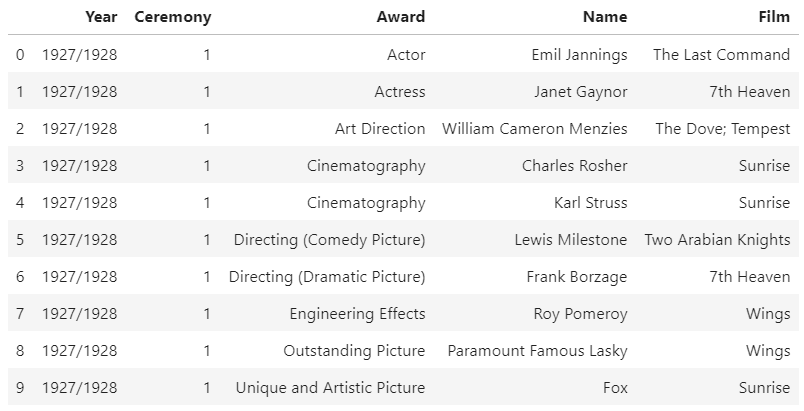 Year Ceremony Award Name Film
0 1927/1928 1 Actor Emil Jannings The Last Command
1 1927/1928 1 Actress Janet Gaynor 7th Heaven
2 1927/1928 1 Art Direction William Cameron Menzies The Dove; Tempest
3 1927/1928 1 Cinematography Charles Rosher Sunrise
4 1927/1928 1 Cinematography Karl Struss Sunrise
5 1927/1928 1 Directing (Comedy Picture) Lewis Milestone Two Arabian Knights
6 1927/1928 1 Directing (Dramatic Picture) Frank Borzage 7th Heaven
7 1927/1928 1 Engineering Effects Roy Pomeroy Wings
8 1927/1928 1 Outstanding Picture Paramount Famous Lasky Wings
9 1927/1928 1 Unique and Artistic Picture Fox Sunrise